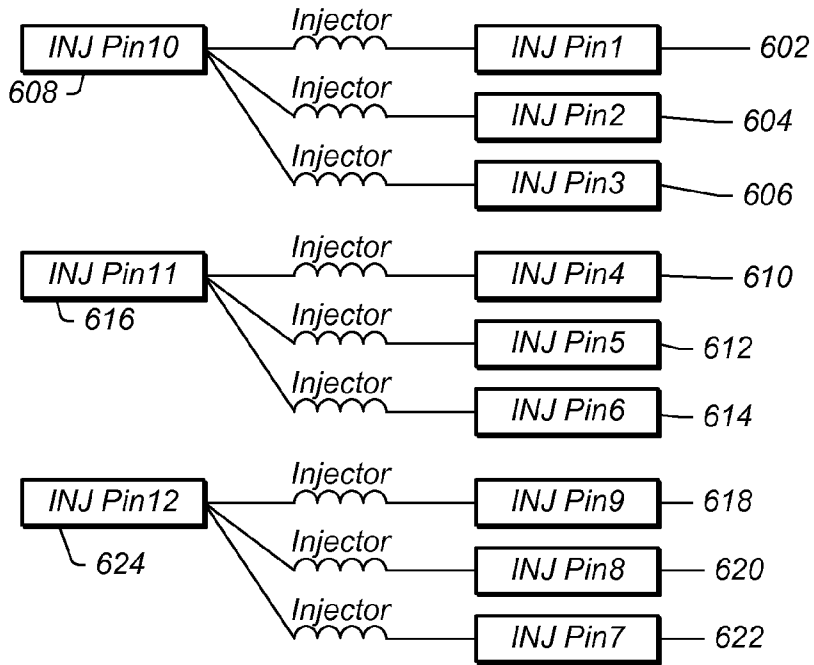 Injector
INJ Pin10
INJ Pin1
602
608
Injector
INJ Pin2
604
Injector
INJ Pin3
606
Injector
INJ Pin11
INJ Pin4
610
616
Injector
INJ Pin5
612
Injector
INJ Pin6
614
Injector
INJ Pin12
INJ Pin9
618
624
Injector
INJ Pin8
620
Injector
INJ Pin7
622